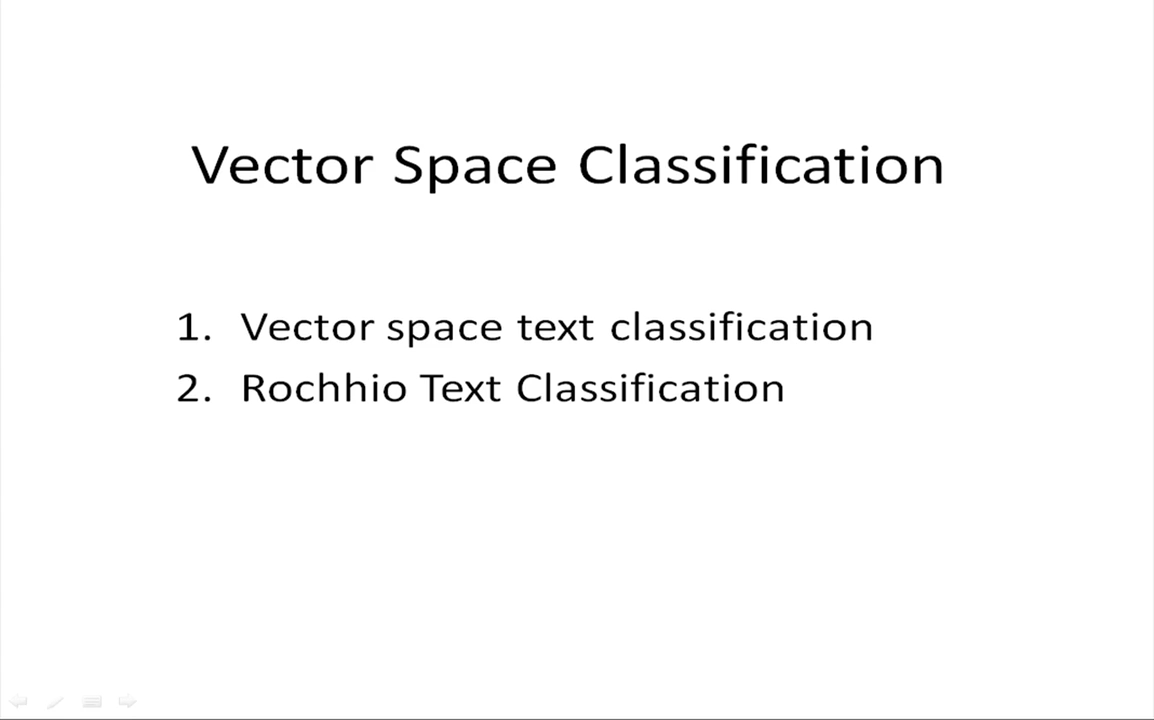 Vector Space Classification
1. Vector space text classification
2. Rochhio Text Classification